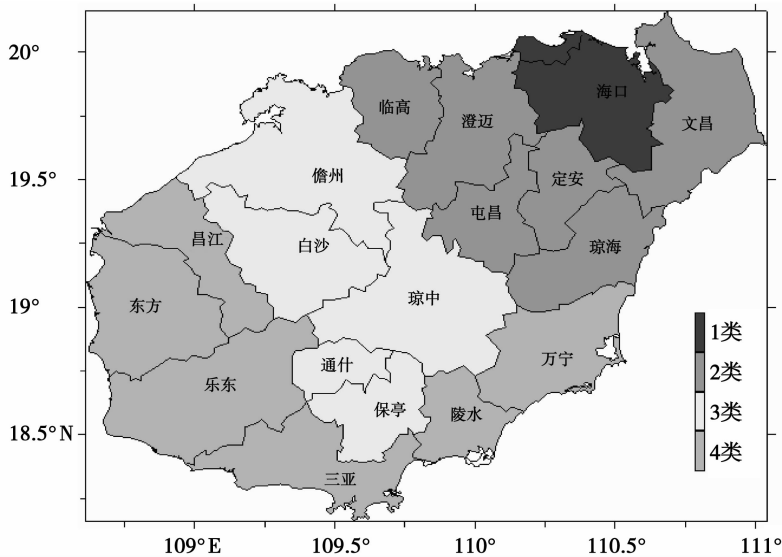 20°
19.5°
19°
18.5°N
109°E
109.5°
110°
110.5°
111°
海口
临高
澄迈
文昌
定安
儋州
屯昌
昌江
白沙
琼海
东方
琼中
万宁
通什
乐东
保亭
陵水
三亚
1类
2类
3类
4类